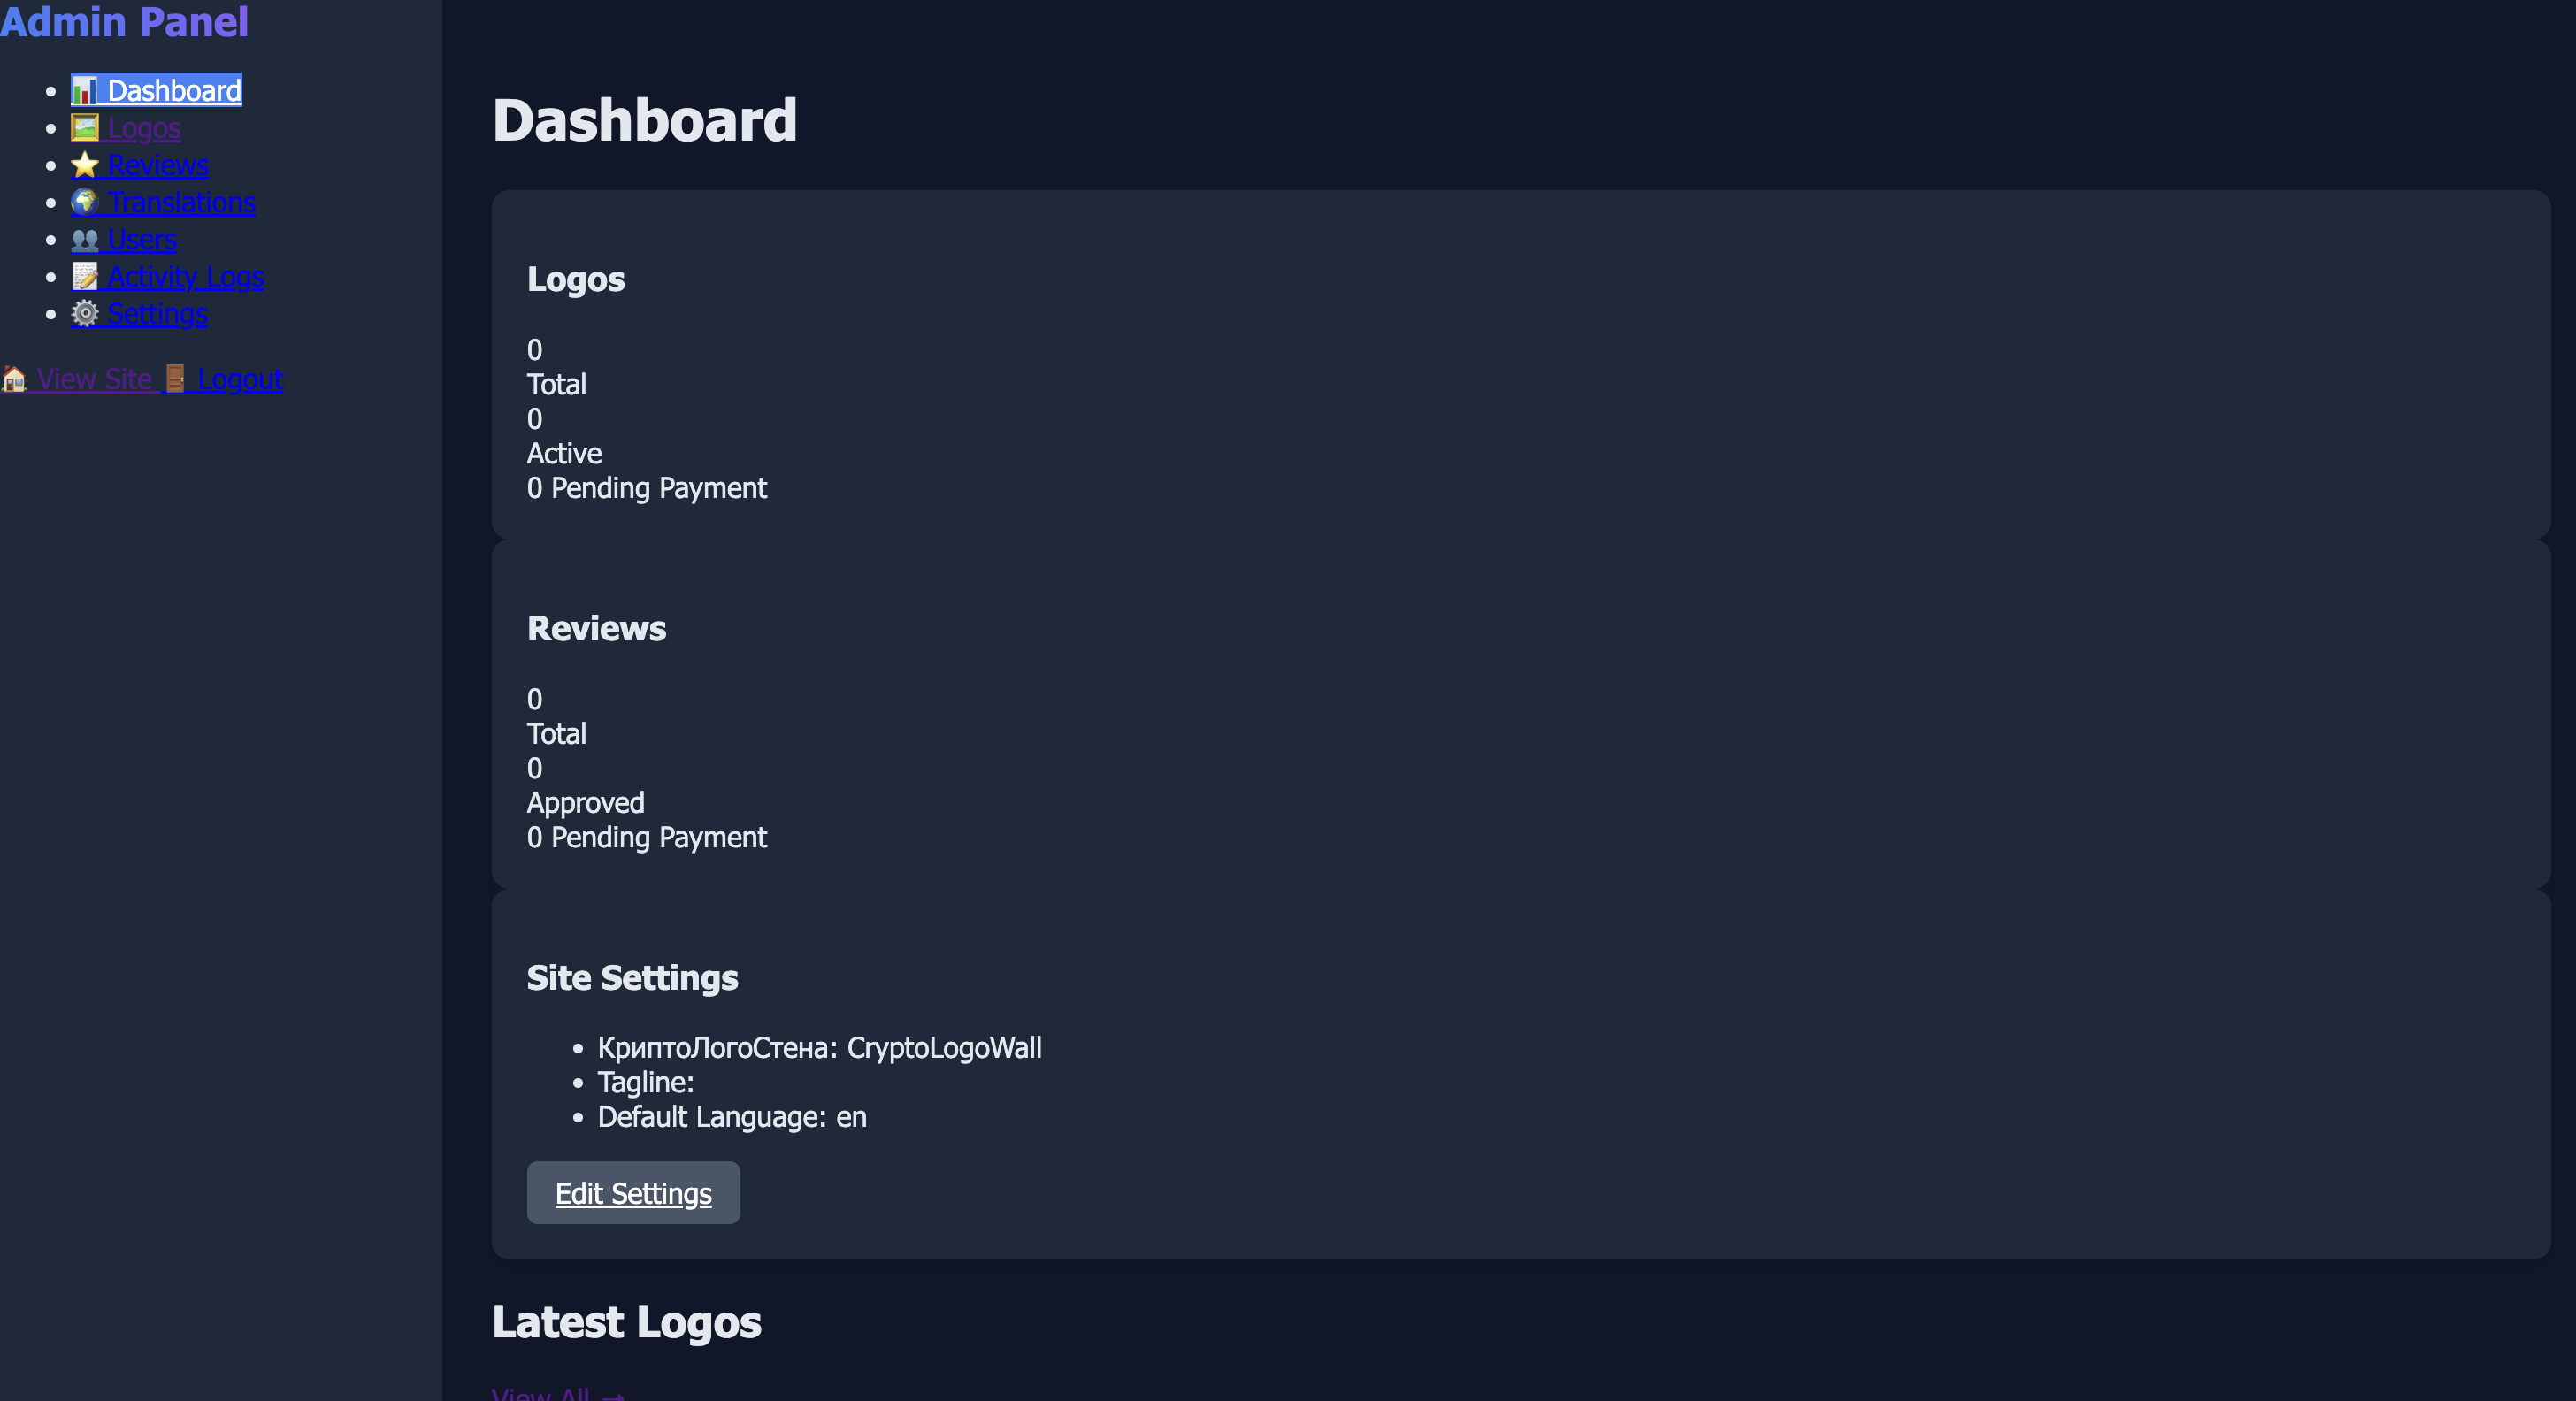 Admin Panel
Dashboard
Logos
Reviews
Translations
Users
Activity Logs
Settings
View Site Logout
Dashboard
Logos
0
Total
0
Active
0 Pending Payment
Reviews
0
Total
0
Approved
0 Pending Payment
Site Settings
КриптоЛогоСтена: CryptoLogoWall
Tagline:
Default Language: en
Edit Settings
Latest Logos
View All →